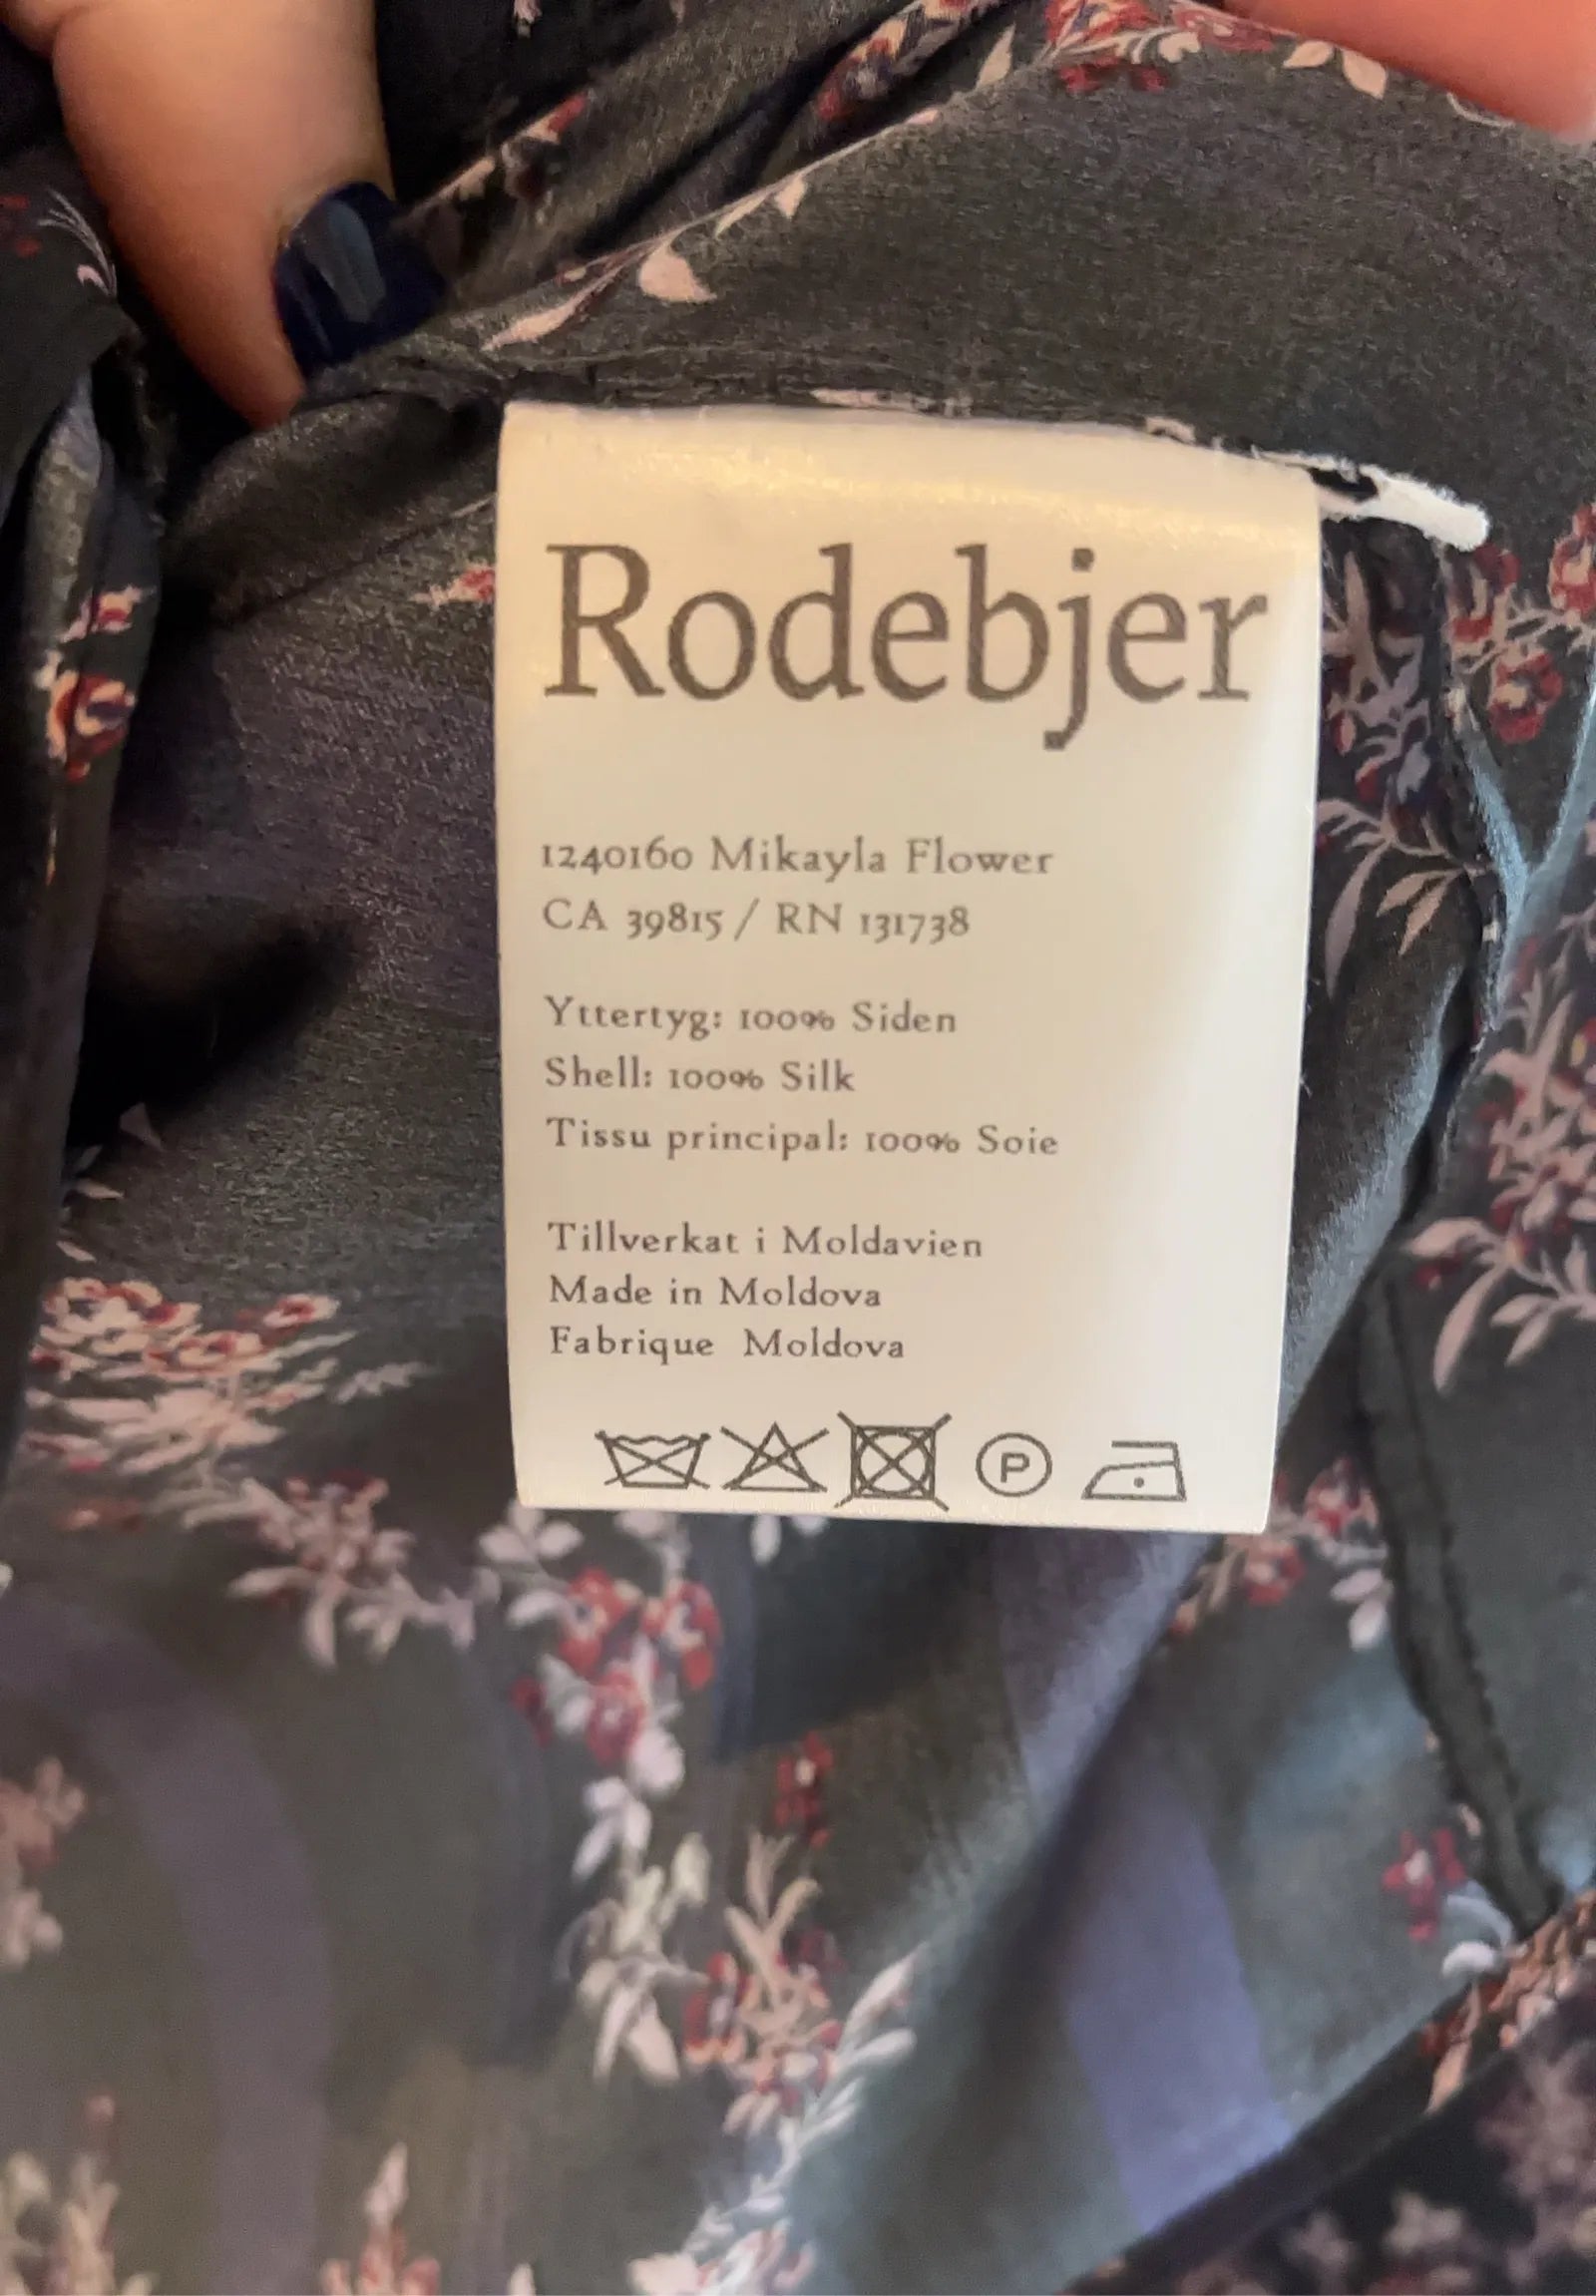 Rodebjer
1240160 Mikayla Flower
CA 39815 / RN 131738
Yttertyg: 100% Siden
Shell: 100% Silk
Tissu principal: 100% Soie
Tillverkat i Moldavien
Made in Moldova
Fabrique Moldova
P